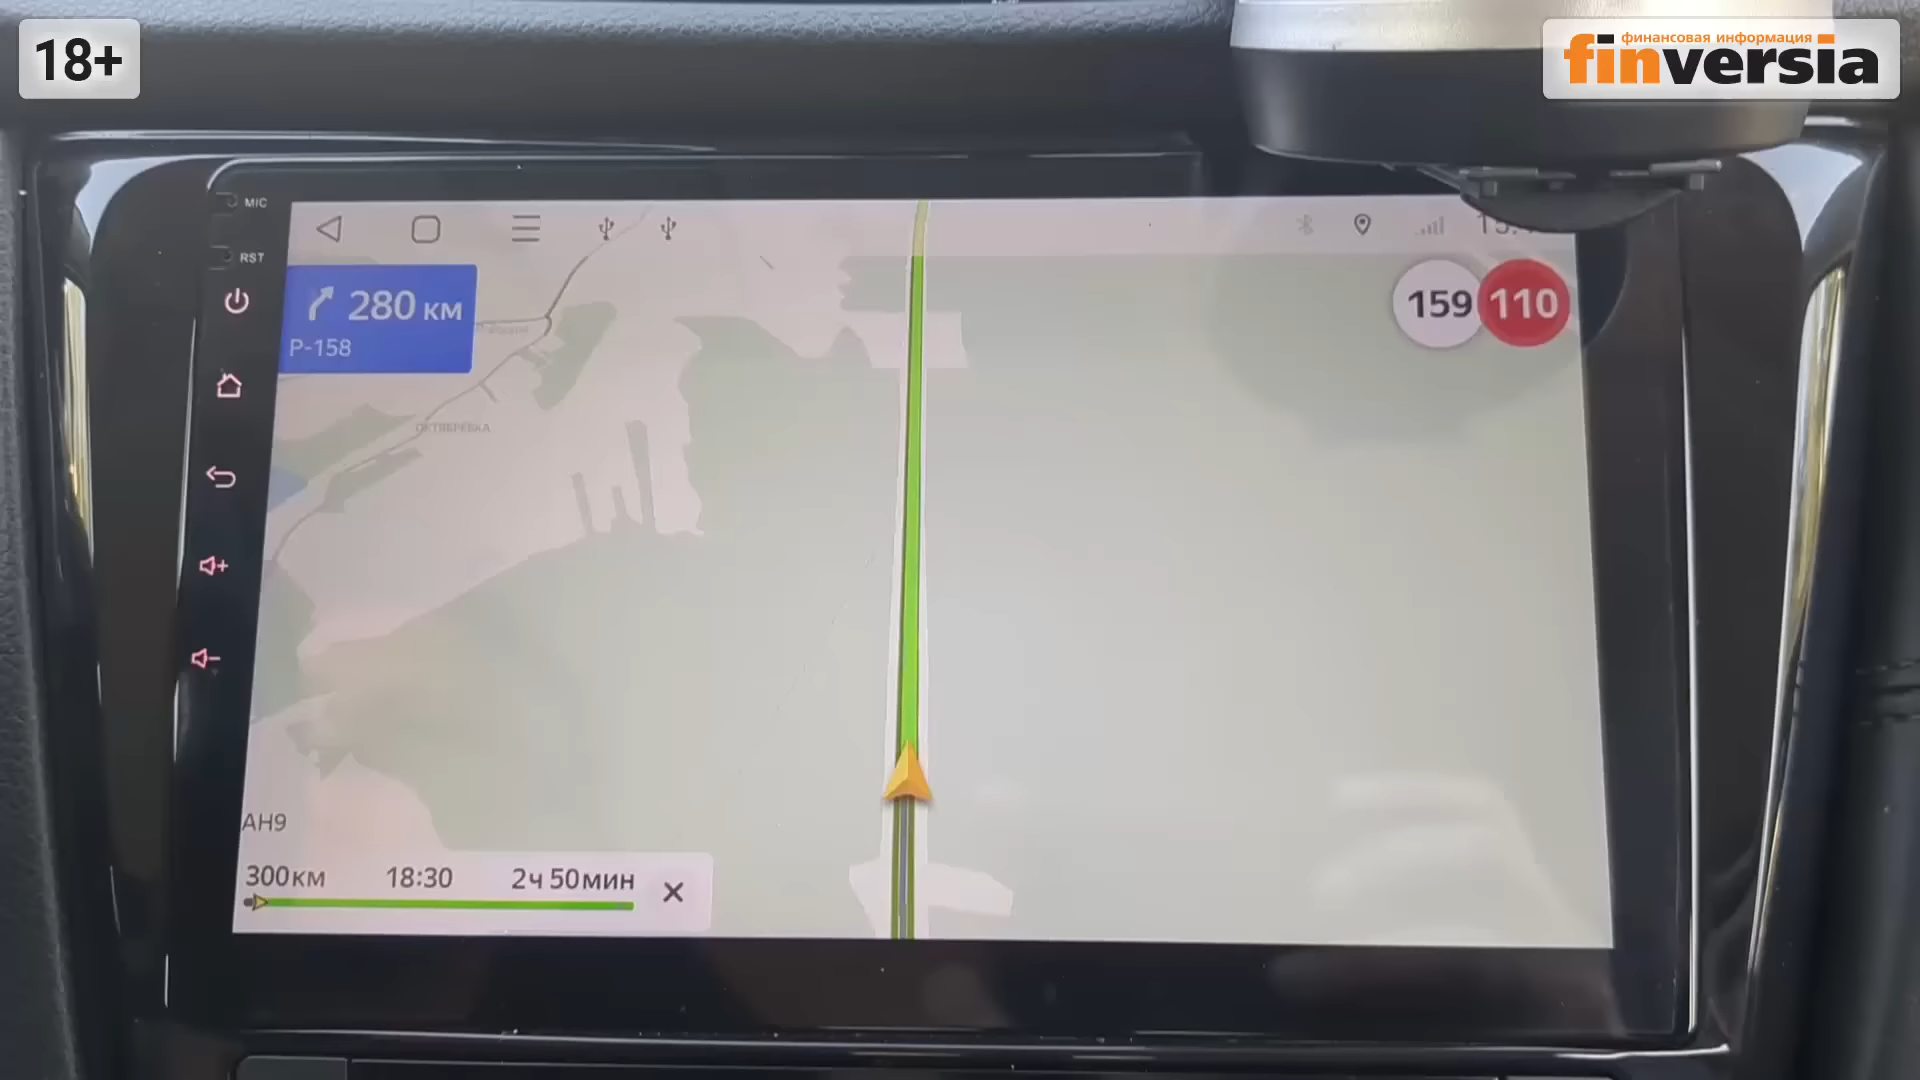 18+
финансовая информация
finversia
MIC
RST
280 км
Р-158
159
110
ОКТЯБРЕВКА
АН9
300км 18:30 2ч 50мин